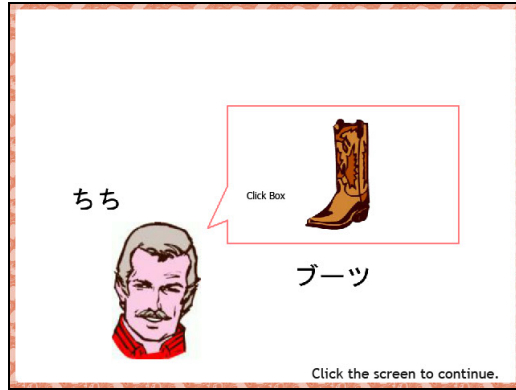 ちち
Click Box
ブーツ
Click the screen to continue.